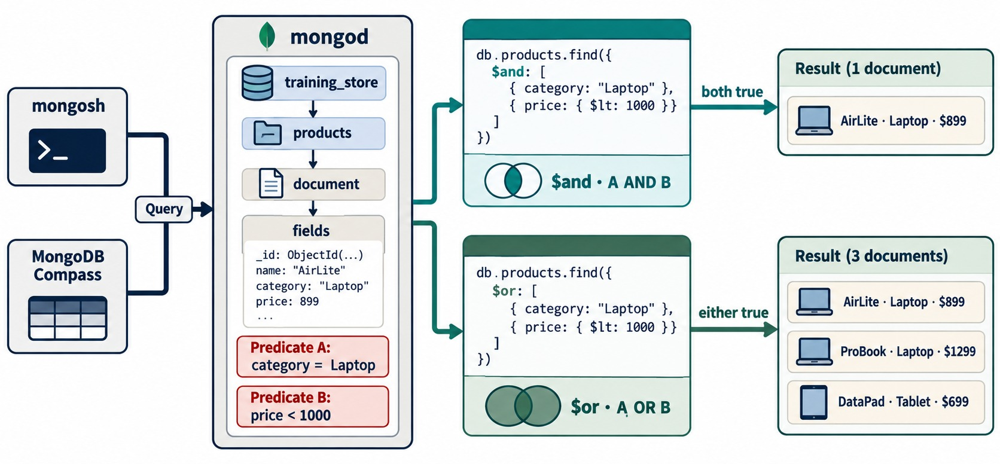 mongosh
>_
MongoDB
Compass
Query
mongod
training_store
products
document
fields
_id: ObjectId(...)
name: "AirLite"
category: "Laptop"
price: 899
...
Predicate A:
category = Laptop
Predicate B:
price < 1000
db.products.find({
$and: [
{ category: "Laptop" },
{ price: { $lt: 1000 }}
]
})
$and · A AND B
both true
Result (1 document)
AirLite · Laptop · $899
db.products.find({
$or: [
{ category: "Laptop" },
{ price: { $lt: 1000 }}
]
})
$or · A OR B
either true
Result (3 documents)
AirLite · Laptop · $899
ProBook · Laptop · $1299
DataPad · Tablet · $699